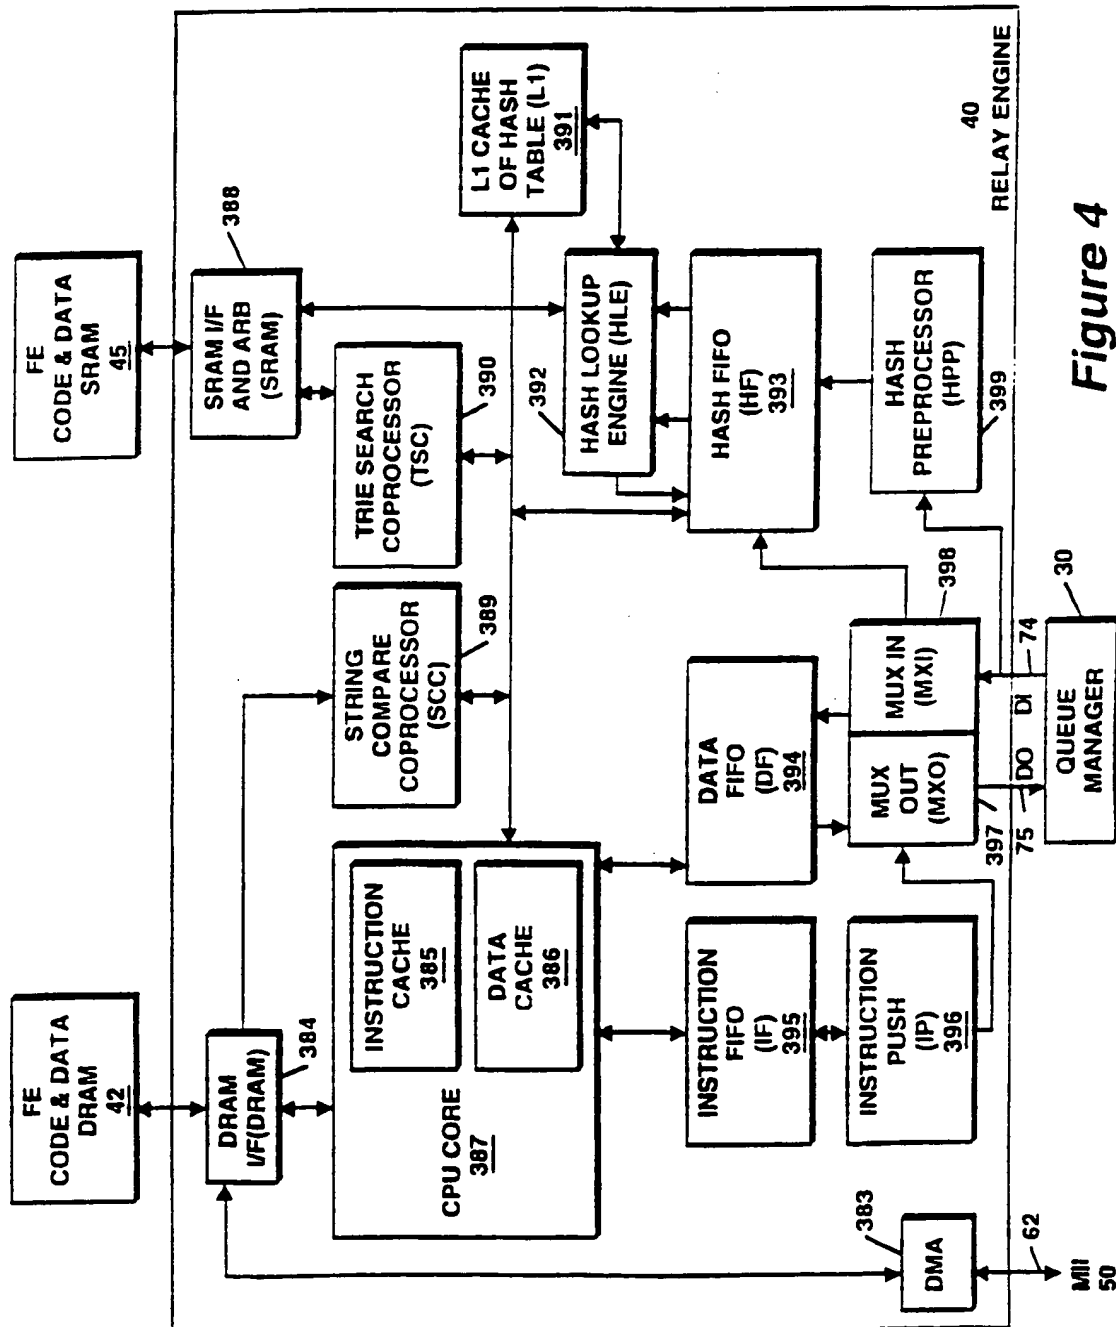 FE
CODE & DATA
DRAM
42
FE
CODE & DATA
SRAM
45
DRAM
I/F(DRAM)
384
SRAM I/F
AND ARB
(SRAM)
388
STRING
COMPARE
COPROCESSOR
(SCC)
389
TRIE SEARCH
COPROCESSOR
(TSC)
390
L1 CACHE
OF HASH
TABLE (L1)
391
CPU CORE
387
INSTRUCTION
CACHE
385
DATA
CACHE
386
392
HASH LOOKUP
ENGINE (HLE)
INSTRUCTION
FIFO
(IF)
395
DATA
FIFO
(DF)
394
HASH FIFO
(HF)
393
INSTRUCTION
PUSH
(IP)
396
MUX
OUT
(MXO)
397
MUX IN
(MXI)
398
HASH
PREPROCESSOR
(HPP)
399
383
DMA
62
MII
50
75
DO
DI
74
QUEUE
MANAGER
30
40
RELAY ENGINE
Figure 4